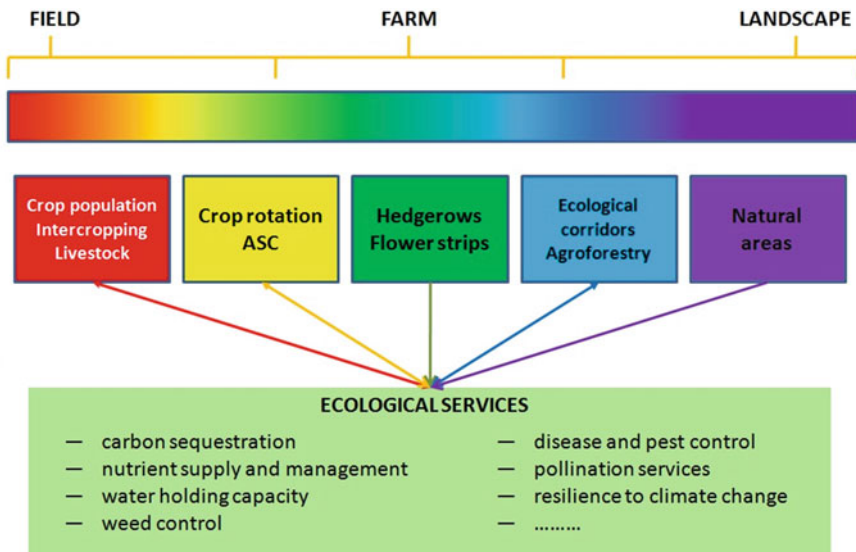 FIELD
FARM
LANDSCAPE
Crop population
Intercropping
Livestock
Crop rotation
ASC
Hedgerows
Flower strips
Ecological
corridors
Agroforestry
Natural
areas
ECOLOGICAL SERVICES
— carbon sequestration
— nutrient supply and management
— water holding capacity
— weed control
— disease and pest control
— pollination services
— resilience to climate change
— .........